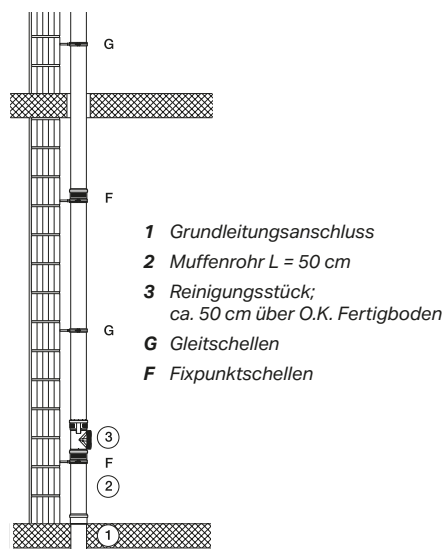 G
F
1 Grundleitungsanschluss
2 Muffenrohr L = 50 cm
3 Reinigungsstück;
ca. 50 cm über O.K. Fertigboden
G Gleitschellen
F Fixpunktschellen
G
3
F
2
1